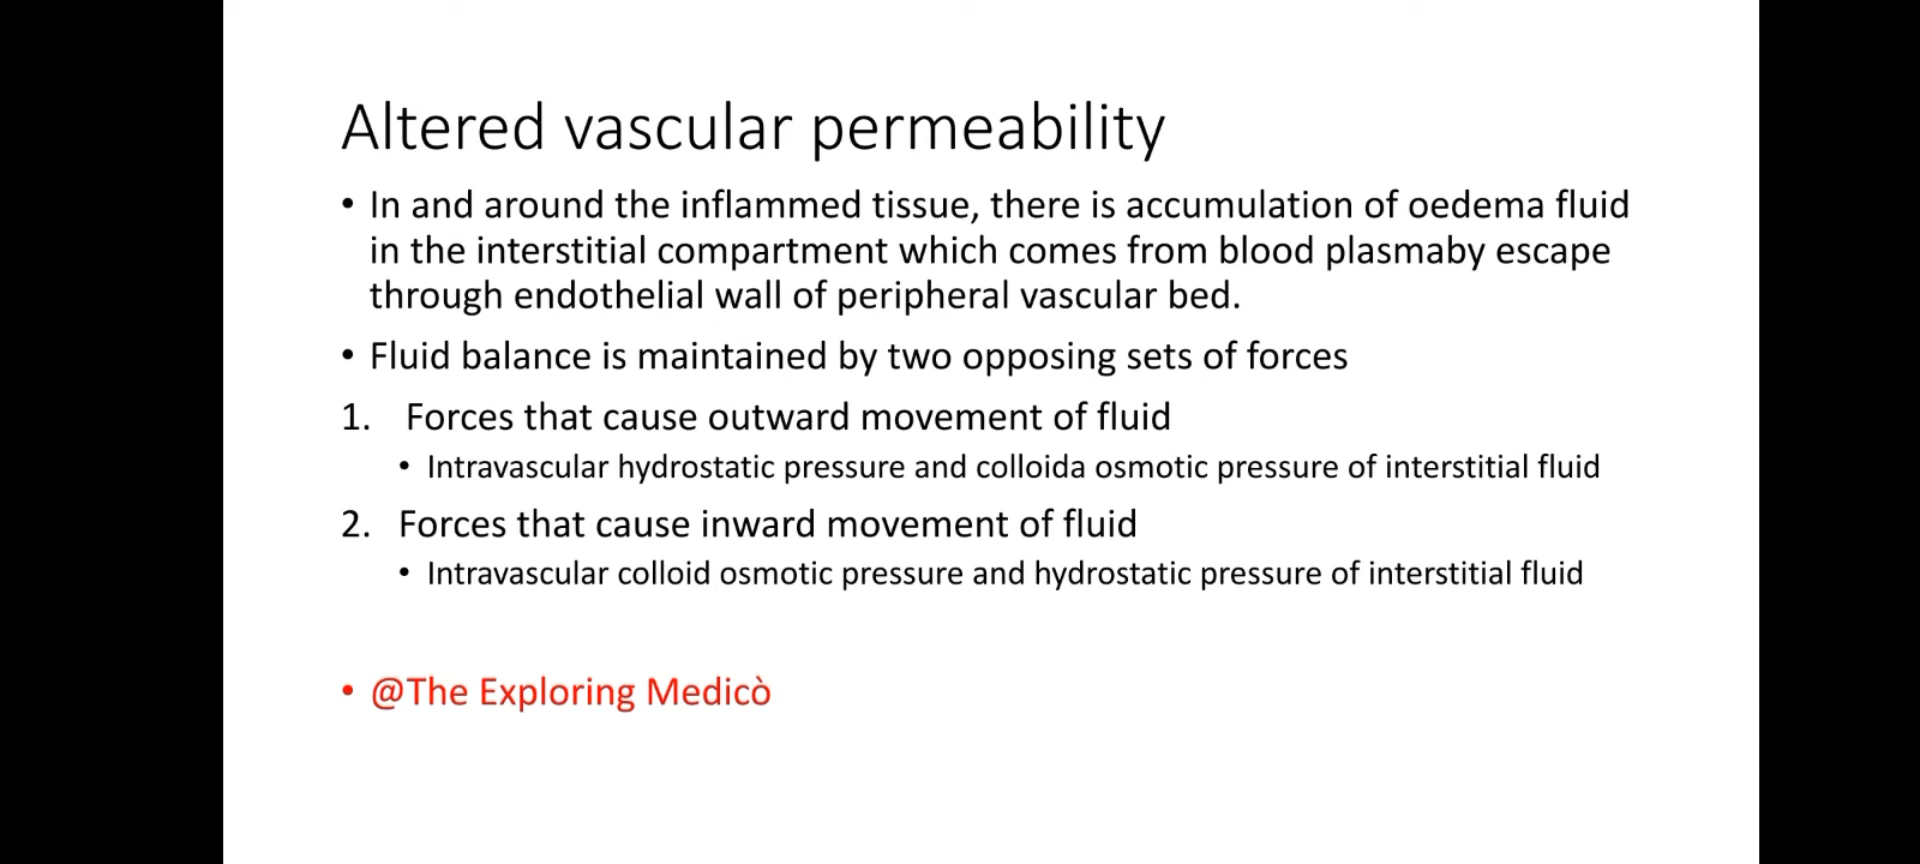 Altered vascular permeability
• In and around the inflammed tissue, there is accumulation of oedema fluid
in the interstitial compartment which comes from blood plasmaby escape
through endothelial wall of peripheral vascular bed.
• Fluid balance is maintained by two opposing sets of forces
1. Forces that cause outward movement of fluid
• Intravascular hydrostatic pressure and colloida osmotic pressure of interstitial fluid
2. Forces that cause inward movement of fluid
• Intravascular colloid osmotic pressure and hydrostatic pressure of interstitial fluid
• @The Exploring Medicò